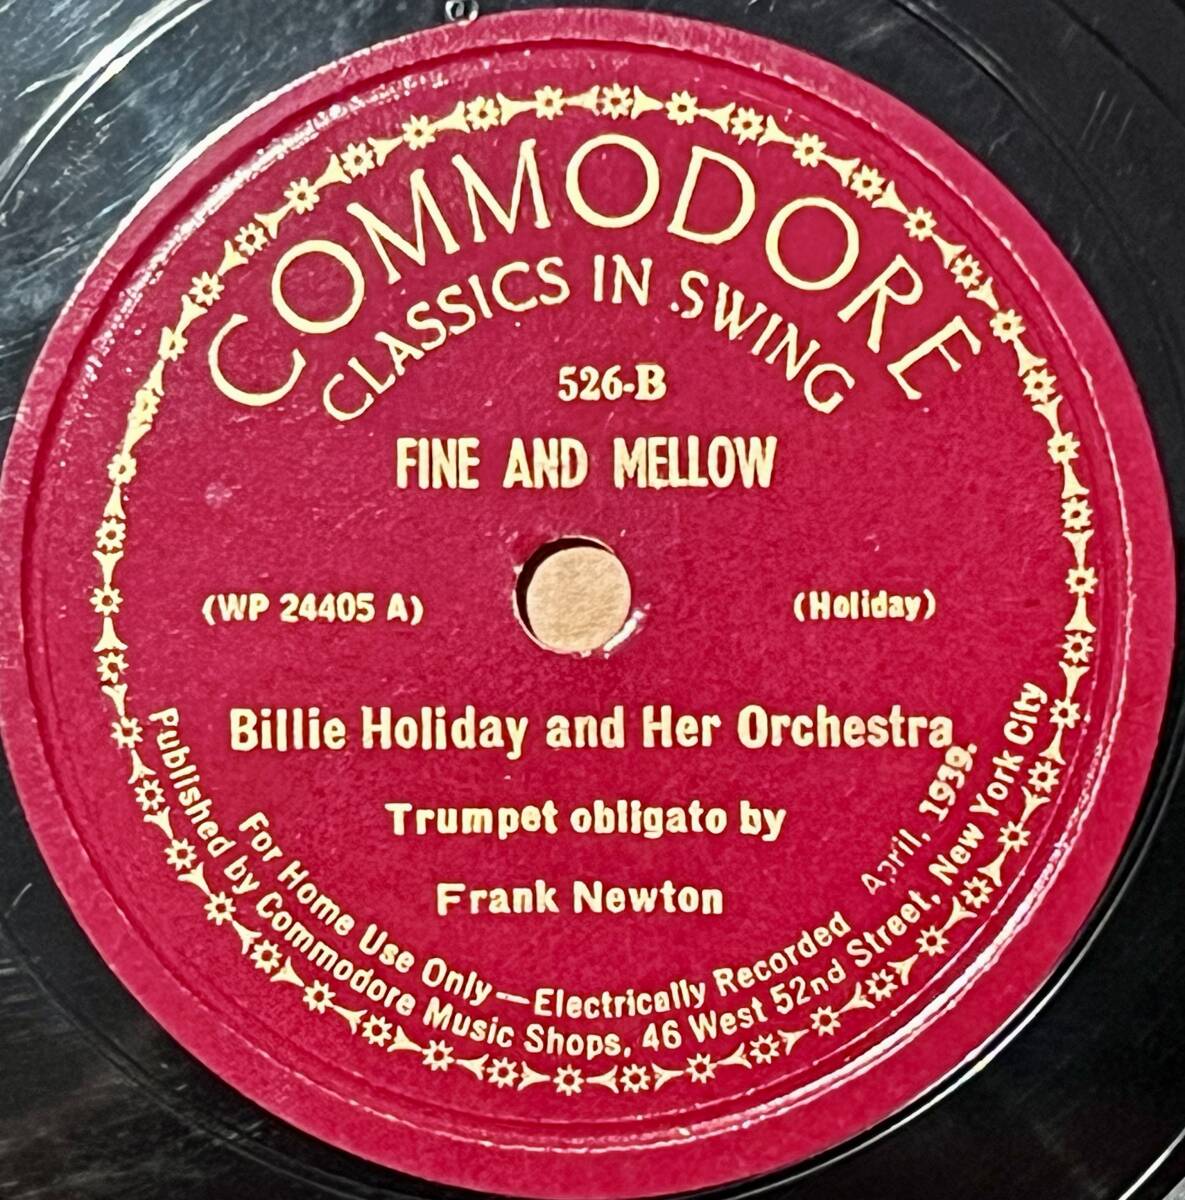 COMMODORE
CLASSICS IN SWING
526-B
FINE AND MELLOW
(WP 24405 A)
(Holiday)
Billie Holiday and Her Orchestra
Trumpet obligato by
Frank Newton
For Home Use Only—Electrically Recorded April, 1939.
Published by Commodore Music Shops, 46 West 52nd Street, New York City